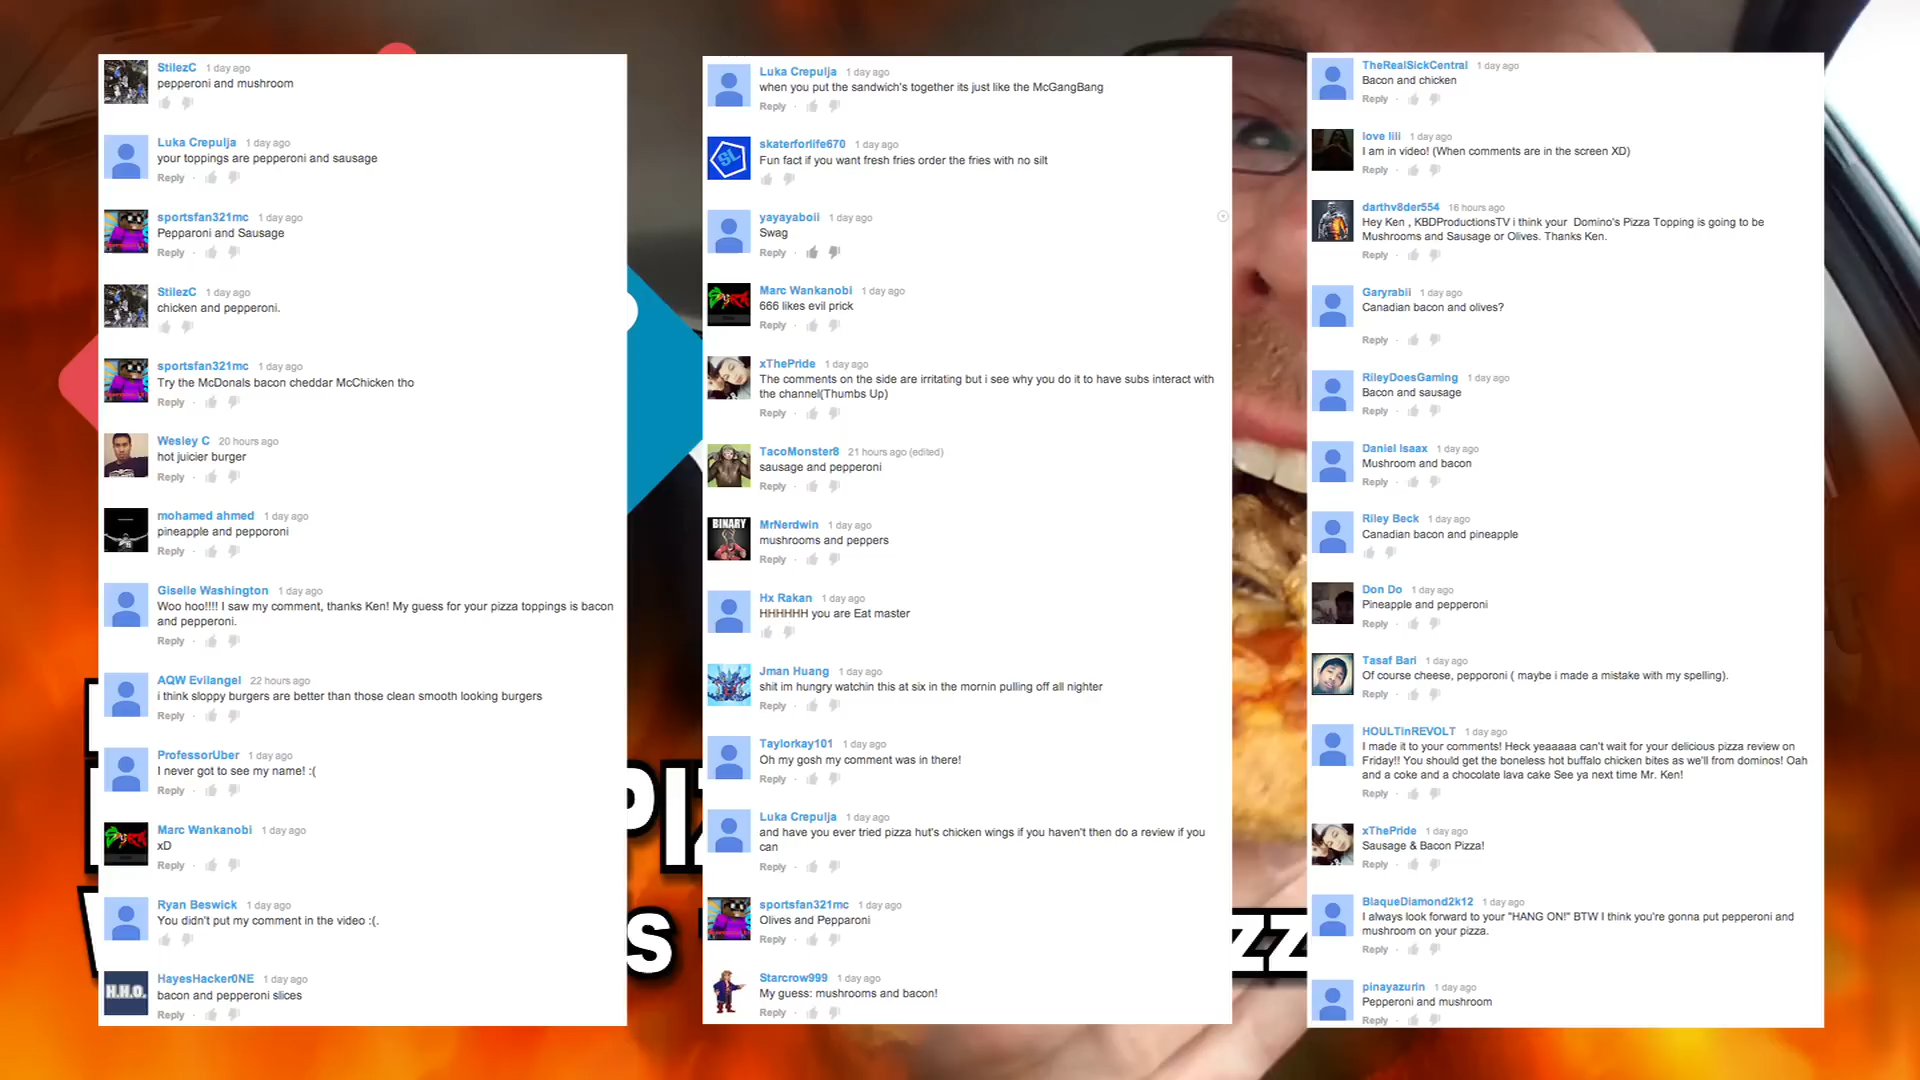 StilezC 1 day ago
pepperoni and mushroom
Luka Crepulja 1 day ago
your toppings are pepperoni and sausage
Reply ·
sportsfan321mc 1 day ago
Pepparoni and Sausage
Reply ·
StilezC 1 day ago
chicken and pepperoni.
sportsfan321mc 1 day ago
Try the McDonals bacon cheddar McChicken tho
Reply ·
Wesley C 20 hours ago
hot juicier burger
Reply ·
mohamed ahmed 1 day ago
pineapple and pepporoni
Reply ·
Giselle Washington 1 day ago
Woo hoo!!!! I saw my comment, thanks Ken! My guess for your pizza toppings is bacon
and pepperoni.
Reply ·
AQW Evilangel 22 hours ago
i think sloppy burgers are better than those clean smooth looking burgers
Reply ·
ProfessorUber 1 day ago
I never got to see my name! :(
Reply ·
Marc Wankanobi 1 day ago
xD
Reply ·
Ryan Beswick 1 day ago
You didn't put my comment in the video :(.
HayesHacker0NE 1 day ago
H.H.O.
bacon and pepperoni slices
Reply ·
Luka Crepulja 1 day ago
when you put the sandwich's together its just like the McGangBang
Reply ·
skaterforlife670 1 day ago
SL
Fun fact if you want fresh fries order the fries with no silt
yayayaboii 1 day ago
Swag
Reply ·
Marc Wankanobi 1 day ago
666 likes evil prick
Reply ·
xThePride 1 day ago
The comments on the side are irritating but i see why you do it to have subs interact with
the channel(Thumbs Up)
Reply ·
TacoMonster8 21 hours ago (edited)
sausage and pepperoni
Reply ·
MrNerdwin 1 day ago
BINARY
mushrooms and peppers
Reply ·
Hx Rakan 1 day ago
HHHHHH you are Eat master
Jman Huang 1 day ago
shit im hungry watchin this at six in the mornin pulling off all nighter
Reply ·
Taylorkay101 1 day ago
Oh my gosh my comment was in there!
Reply ·
Luka Crepulja 1 day ago
and have you ever tried pizza hut's chicken wings if you haven't then do a review if you
can
Reply ·
sportsfan321mc 1 day ago
Olives and Pepparoni
Reply ·
Starcrow999 1 day ago
My guess: mushrooms and bacon!
Reply ·
TheRealSickCentral 1 day ago
Bacon and chicken
Reply ·
love liii 1 day ago
I am in video! (When comments are in the screen XD)
Reply ·
darthv8der554 16 hours ago
Hey Ken , KBDProductionsTV i think your Domino's Pizza Topping is going to be
Mushrooms and Sausage or Olives. Thanks Ken.
Reply ·
Garyrabii 1 day ago
Canadian bacon and olives?
Reply ·
RileyDoesGaming 1 day ago
Bacon and sausage
Reply ·
Daniel Isaax 1 day ago
Mushroom and bacon
Reply ·
Riley Beck 1 day ago
Canadian bacon and pineapple
Don Do 1 day ago
Pineapple and pepperoni
Reply ·
Tasaf Bari 1 day ago
Of course cheese, pepporoni ( maybe i made a mistake with my spelling).
Reply ·
HOULTinREVOLT 1 day ago
I made it to your comments! Heck yeaaaaa can't wait for your delicious pizza review on
Friday!! You should get the boneless hot buffalo chicken bites as we'll from dominos! Oah
and a coke and a chocolate lava cake See ya next time Mr. Ken!
Reply ·
xThePride 1 day ago
Sausage & Bacon Pizza!
Reply ·
BlaqueDiamond2k12 1 day ago
I always look forward to your "HANG ON!" BTW I think you're gonna put pepperoni and
mushroom on your pizza.
Reply ·
pinayazurin 1 day ago
Pepperoni and mushroom
Reply ·